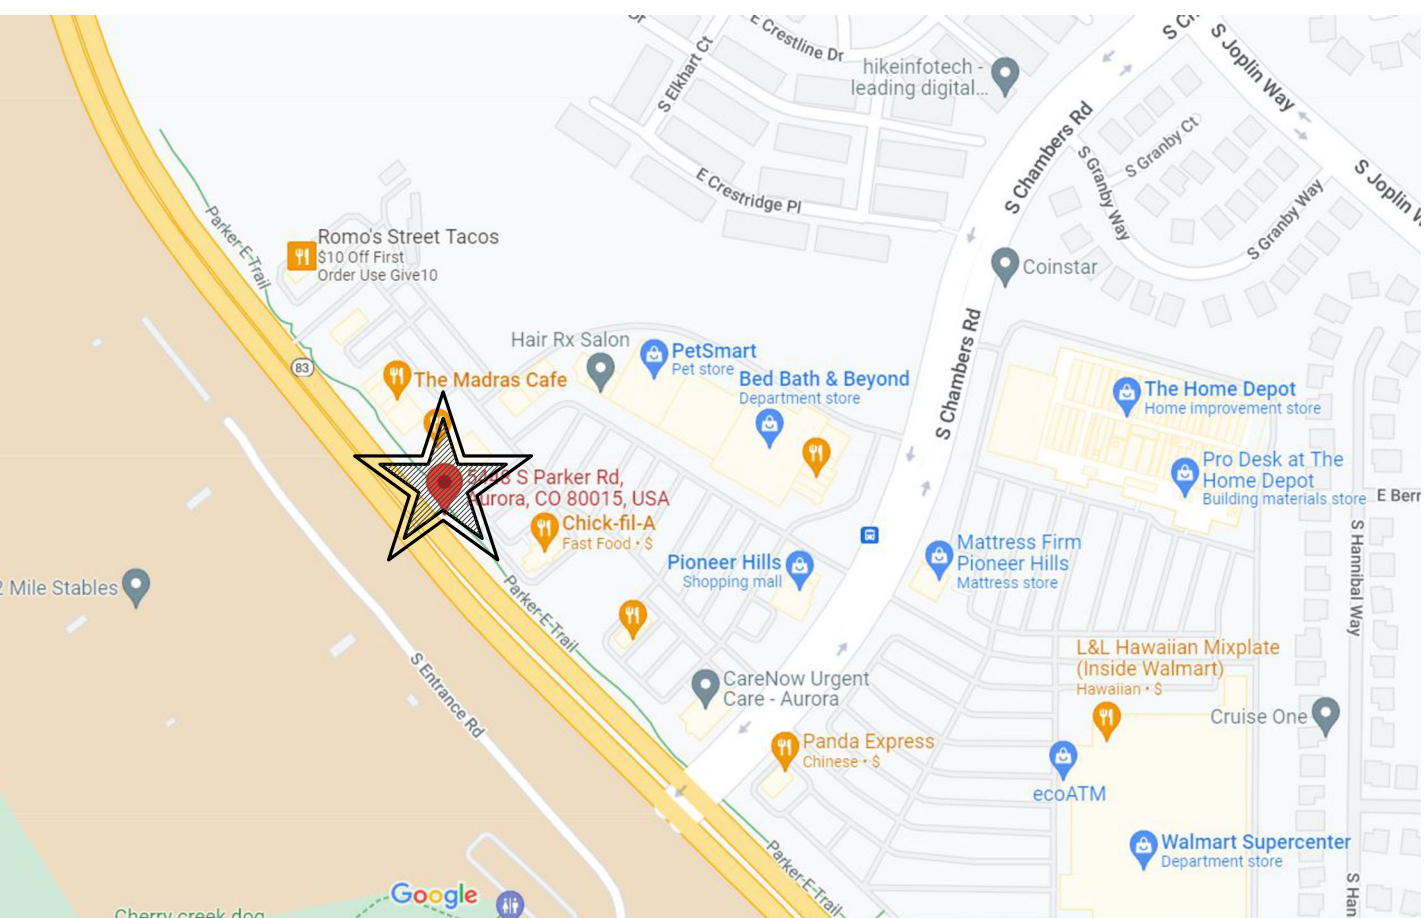 E Crestline Dr
S Elkhart Ct
hikeinfotech -
leading digital...
S Joplin Way
S Chambers Rd
S Granby Ct
S Granby Way
S Granby Way
S Joplin W
E Crestridge Pl
Parker-E-Trail
Romo's Street Tacos
$10 Off First
Order Use Give10
Coinstar
S Chambers Rd
83
Hair Rx Salon
PetSmart
Pet store
The Madras Cafe
Bed Bath & Beyond
Department store
The Home Depot
Home improvement store
Pro Desk at The
Home Depot
Building materials store
E Berr
S Parker Rd,
Aurora, CO 80015, USA
Chick-fil-A
Fast Food • $
Pioneer Hills
Shopping mall
Mattress Firm
Pioneer Hills
Mattress store
S Hannibal Way
2 Mile Stables
Parker-E-Trail
S Entrance Rd
L&L Hawaiian Mixplate
(Inside Walmart)
Hawaiian • $
CareNow Urgent
Care - Aurora
Cruise One
Panda Express
Chinese • $
ecoATM
Walmart Supercenter
Department store
Parker-E-Trail
S Han
Google
Cherry creek dog